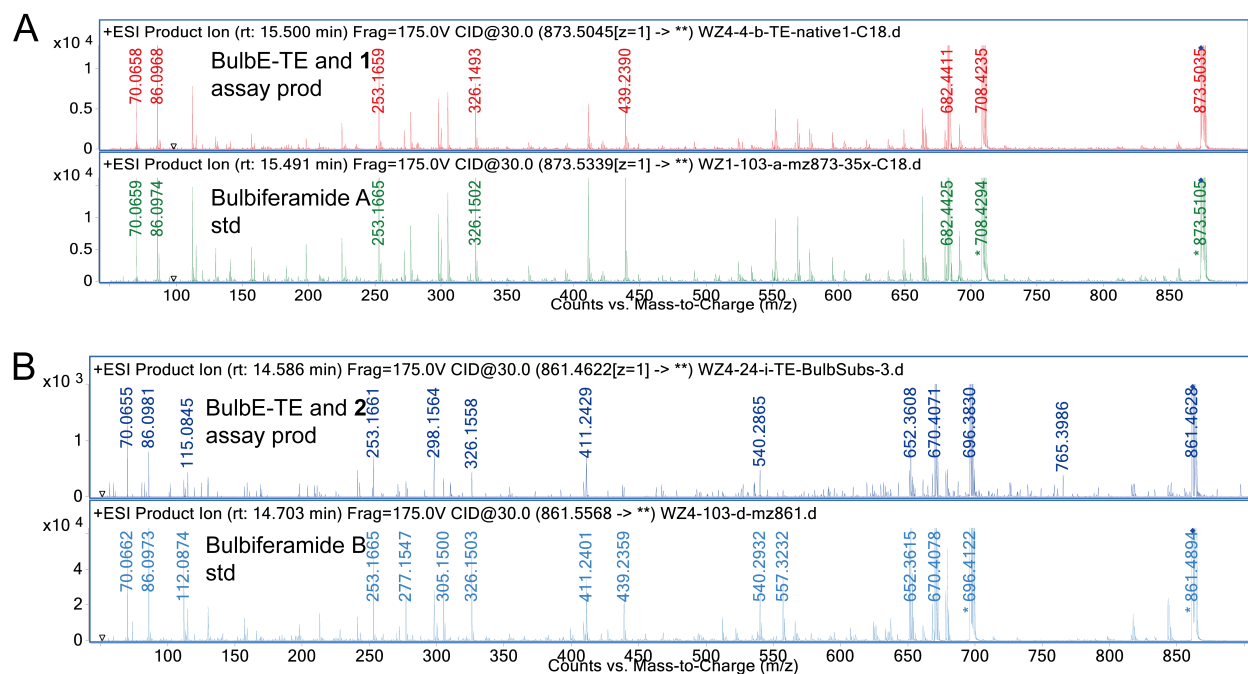 A
+ESI Product Ion (rt: 15.500 min) Frag=175.0V CID@30.0 (873.5045[z=1] -> **) WZ4-4-b-TE-native1-C18.d
x10 4
1
0.5
0
BulbE-TE and 1
assay prod
70.0658
86.0968
253.1659
326.1493
439.2390
682.4411
708.4235
873.5035
+ESI Product Ion (rt: 15.491 min) Frag=175.0V CID@30.0 (873.5339[z=1] -> **) WZ1-103-a-mz873-35x-C18.d
x10 4
1
0.5
0
Bulbiferamide A
std
70.0659
86.0974
253.1665
326.1502
682.4425
* 708.4294
* 873.5105
100 150 200 250 300 350 400 450 500 550 600 650 700 750 800 850
Counts vs. Mass-to-Charge (m/z)
B
+ESI Product Ion (rt: 14.586 min) Frag=175.0V CID@30.0 (861.4622[z=1] -> **) WZ4-24-i-TE-BulbSubs-3.d
x10 3
1
0
BulbE-TE and 2
assay prod
70.0655
86.0981
115.0845
253.1661
298.1564
326.1558
411.2429
540.2865
652.3608
670.4071
696.3830
765.3986
861.4628
+ESI Product Ion (rt: 14.703 min) Frag=175.0V CID@30.0 (861.5568 -> **) WZ4-103-d-mz861.d
x10 4
4
2
0
Bulbiferamide B
std
70.0662
86.0973
112.0874
253.1665
277.1547
305.1500
326.1503
411.2401
439.2359
540.2932
557.3232
652.3615
670.4078
* 696.4122
* 861.4894
100 150 200 250 300 350 400 450 500 550 600 650 700 750 800 850
Counts vs. Mass-to-Charge (m/z)